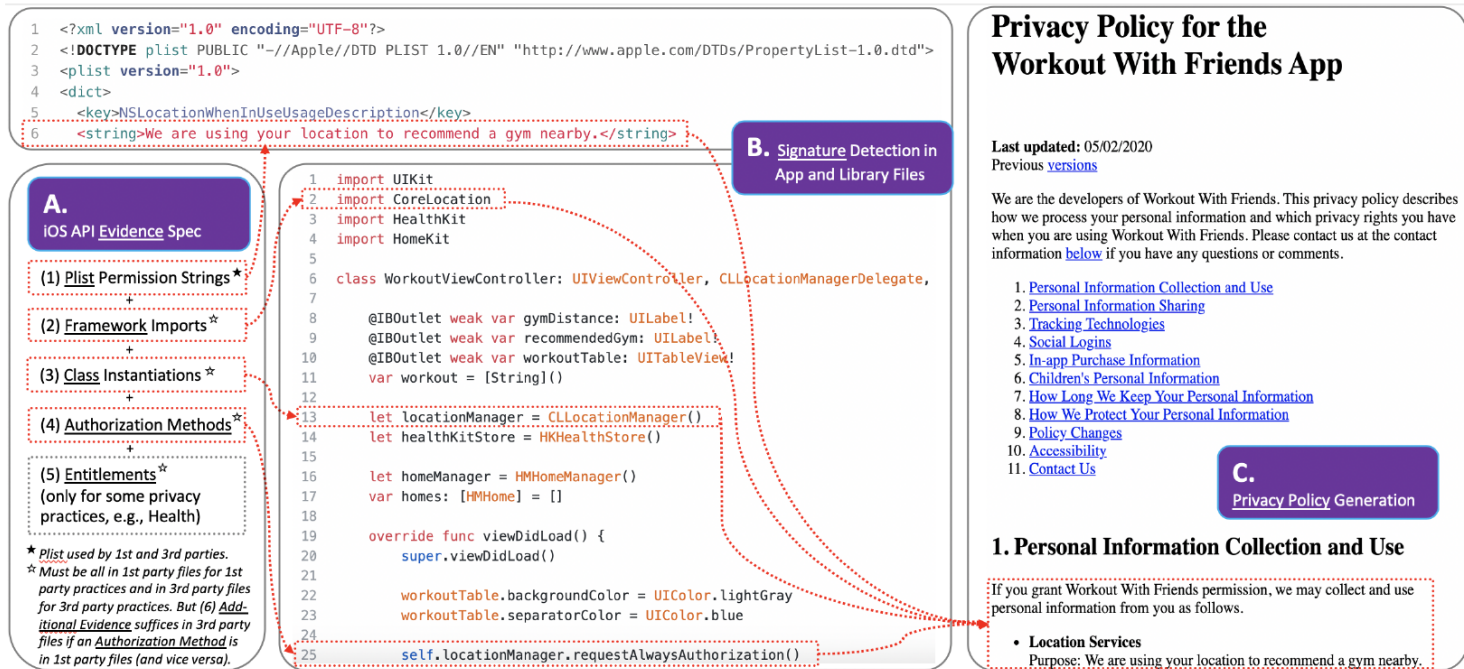 1 <?xml version="1.0" encoding="UTF-8"?>
2 <!DOCTYPE plist PUBLIC "-//Apple//DTD PLIST 1.0//EN" "http://www.apple.com/DTDs/PropertyList-1.0.dtd">
3 <plist version="1.0">
4 <dict>
5 <key>NSLocationWhenInUseUsageDescription</key>
6 <string>We are using your location to recommend a gym nearby.</string>
B. Signature Detection in
App and Library Files
A.
iOS API Evidence Spec
(1) Plist Permission Strings★
+
(2) Framework Imports☆
+
(3) Class Instantiations ☆
+
(4) Authorization Methods☆
+
(5) Entitlements☆
(only for some privacy
practices, e.g., Health)
★ Plist used by 1st and 3rd parties.
☆ Must be all in 1st party files for 1st
party practices and in 3rd party files
for 3rd party practices. But (6) Add-
itional Evidence suffices in 3rd party
files if an Authorization Method is
in 1st party files (and vice versa).
1 import UIKit
2 import CoreLocation
3 import HealthKit
4 import HomeKit
5
6 class WorkoutViewController: UIViewController, CLLocationManagerDelegate,
7
8 @IBOutlet weak var gymDistance: UILabel!
9 @IBOutlet weak var recommendedGym: UILabel!
10 @IBOutlet weak var workoutTable: UITableView!
11 var workout = [String]()
12
13 let locationManager = CLLocationManager()
14 let healthKitStore = HKHealthStore()
15
16 let homeManager = HMHomeManager()
17 var homes: [HMHome] = []
18
19 override func viewDidLoad() {
20 super.viewDidLoad()
21
22 workoutTable.backgroundColor = UIColor.lightGray
23 workoutTable.separatorColor = UIColor.blue
24
25 self.locationManager.requestAlwaysAuthorization()
Privacy Policy for the
Workout With Friends App
Last updated: 05/02/2020
Previous versions
We are the developers of Workout With Friends. This privacy policy describes
how we process your personal information and which privacy rights you have
when you are using Workout With Friends. Please contact us at the contact
information below if you have any questions or comments.
1. Personal Information Collection and Use
2. Personal Information Sharing
3. Tracking Technologies
4. Social Logins
5. In-app Purchase Information
6. Children's Personal Information
7. How Long We Keep Your Personal Information
8. How We Protect Your Personal Information
9. Policy Changes
10. Accessibility
11. Contact Us
C.
Privacy Policy Generation
1. Personal Information Collection and Use
If you grant Workout With Friends permission, we may collect and use
personal information from you as follows.
• Location Services
Purpose: We are using your location to recommend a gym nearby.